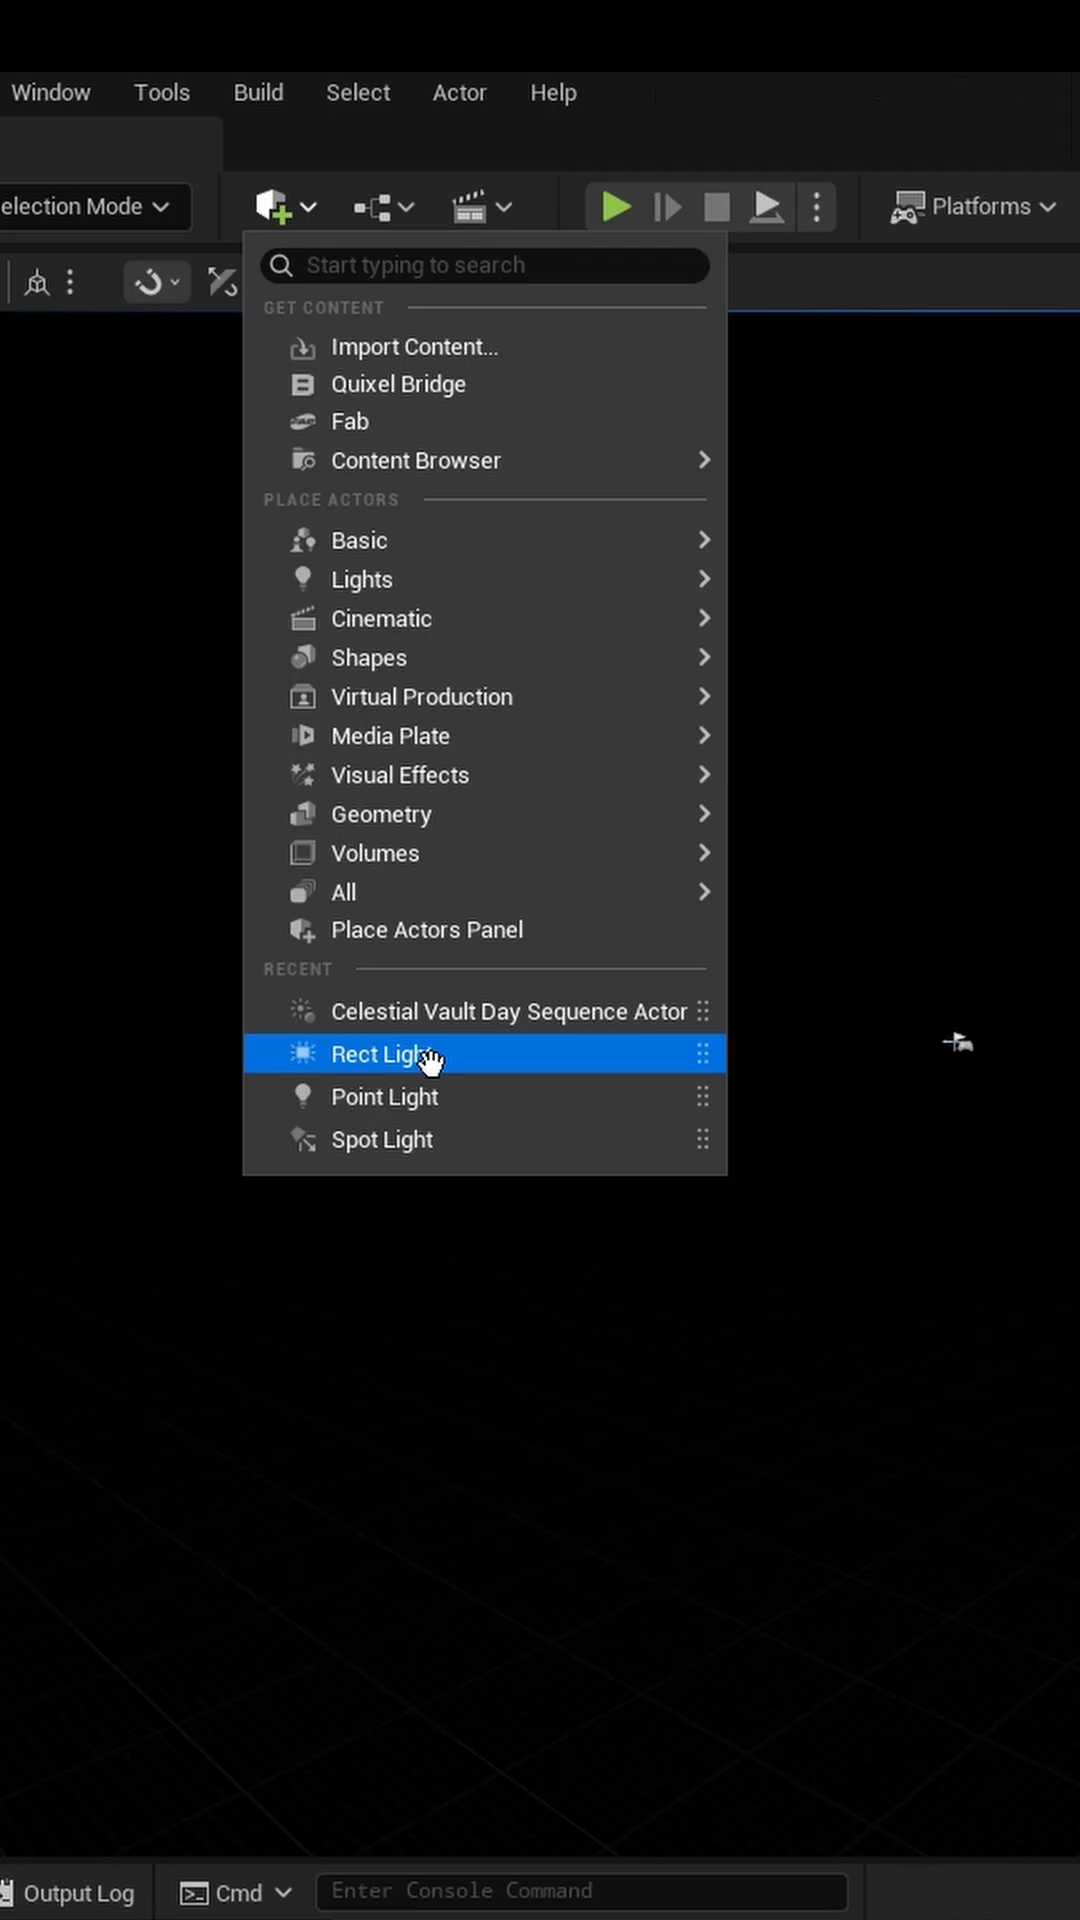 Window Tools Build Select Actor Help
election Mode
Platforms
Start typing to search
GET CONTENT
Import Content...
Quixel Bridge
Fab
Content Browser
PLACE ACTORS
Basic
Lights
Cinematic
Shapes
Virtual Production
Media Plate
Visual Effects
Geometry
Volumes
All
Place Actors Panel
RECENT
Celestial Vault Day Sequence Actor
Rect Light
Point Light
Spot Light
Output Log Cmd Enter Console Command